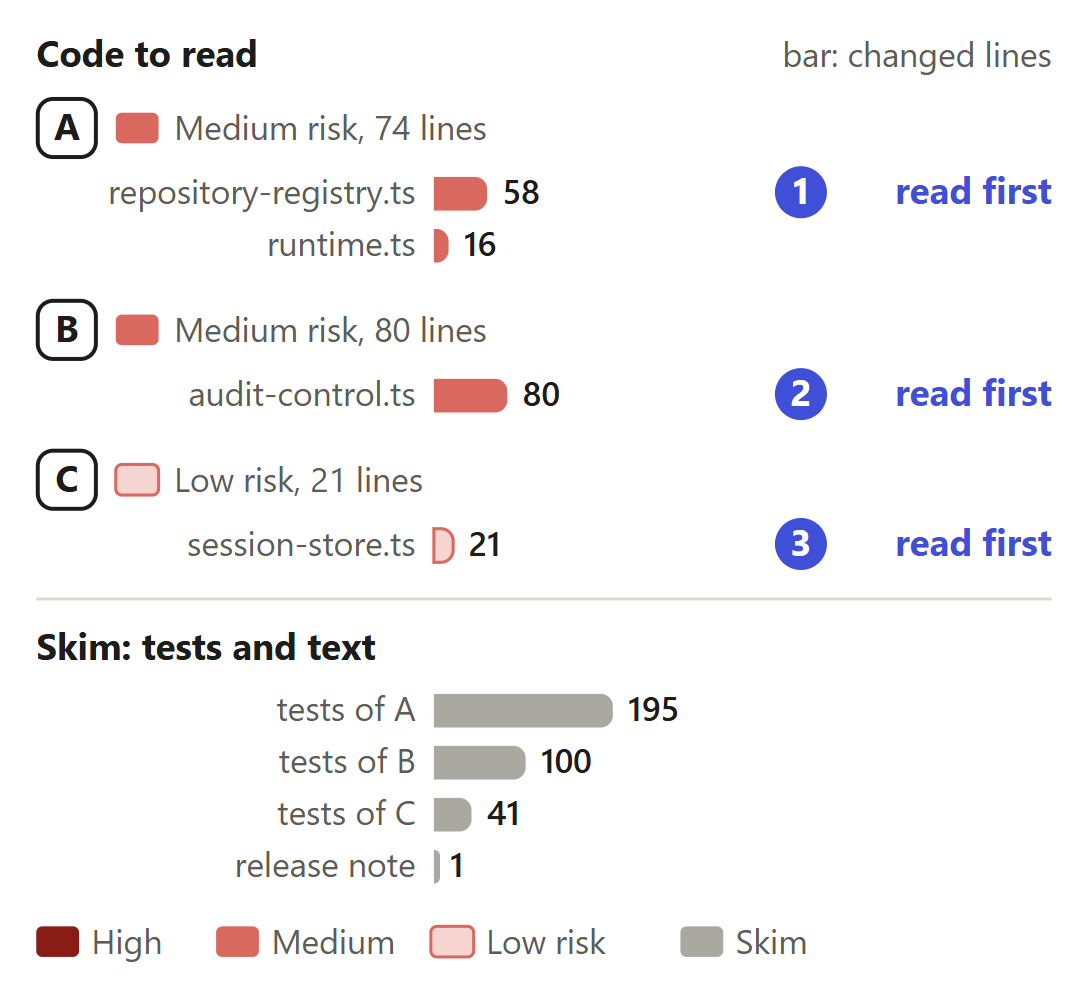 Code to read bar: changed lines
A Medium risk, 74 lines
repository-registry.ts 58 1 read first
runtime.ts 16
B Medium risk, 80 lines
audit-control.ts 80 2 read first
C Low risk, 21 lines
session-store.ts 21 3 read first
Skim: tests and text
tests of A 195
tests of B 100
tests of C 41
release note 1
High Medium Low risk Skim